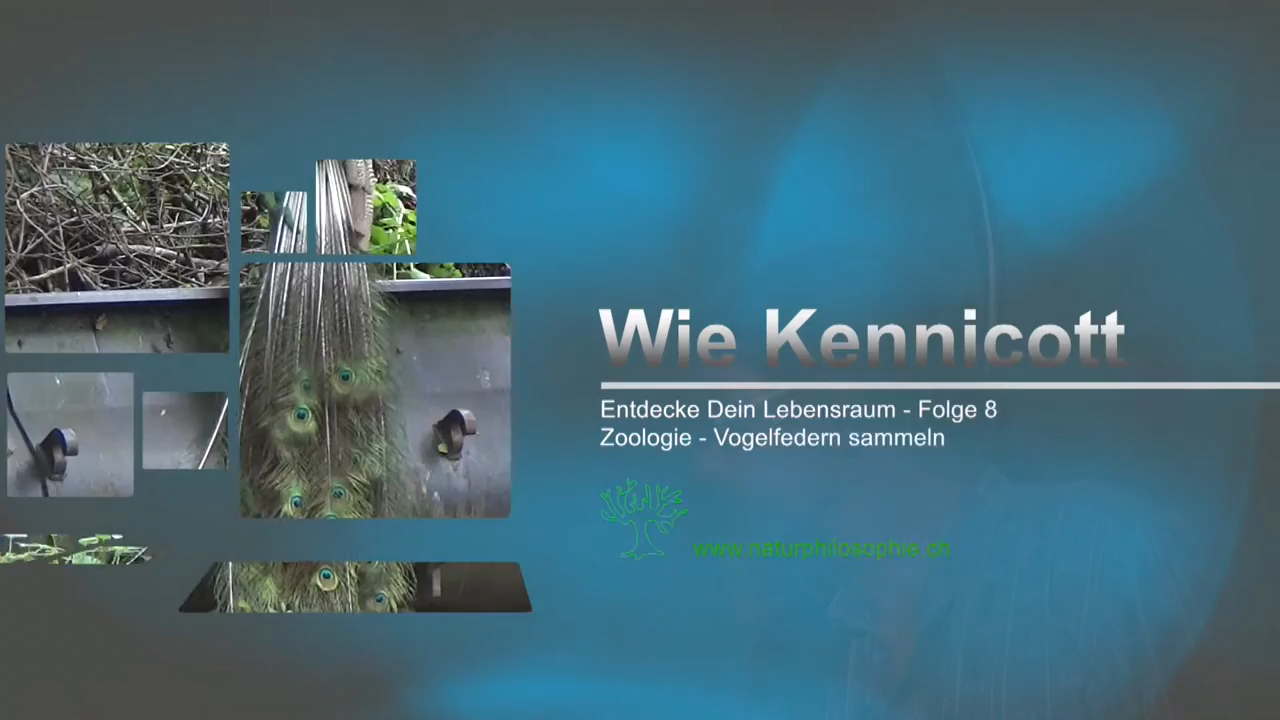 Wie Kennicott
Entdecke Dein Lebensraum - Folge 8
Zoologie - Vogelfedern sammeln
www.naturphilosophie.ch